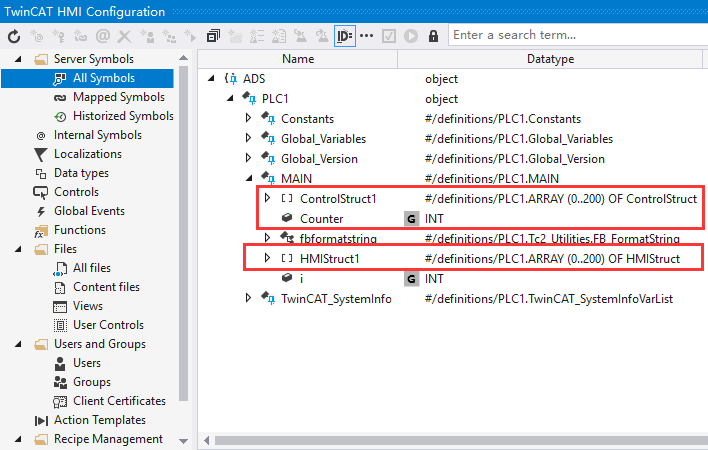 TwinCAT HMI Configuration
Enter a search term...
Server Symbols
All Symbols
Mapped Symbols
Historized Symbols
Internal Symbols
Localizations
Data types
Controls
Global Events
Functions
Files
All files
Content files
Views
User Controls
Users and Groups
Users
Groups
Client Certificates
Action Templates
Recipe Management
Name Datatype
ADS object
PLC1 object
Constants #/definitions/PLC1.Constants
Global_Variables #/definitions/PLC1.Global_Variables
Global_Version #/definitions/PLC1.Global_Version
MAIN #/definitions/PLC1.MAIN
ControlStruct1 #/definitions/PLC1.ARRAY (0..200) OF ControlStruct
Counter G INT
fbformatstring #/definitions/PLC1.Tc2_Utilities.FB_FormatString
HMIStruct1 #/definitions/PLC1.ARRAY (0..200) OF HMIStruct
i G INT
TwinCAT_SystemInfo #/definitions/PLC1.TwinCAT_SystemInfoVarList